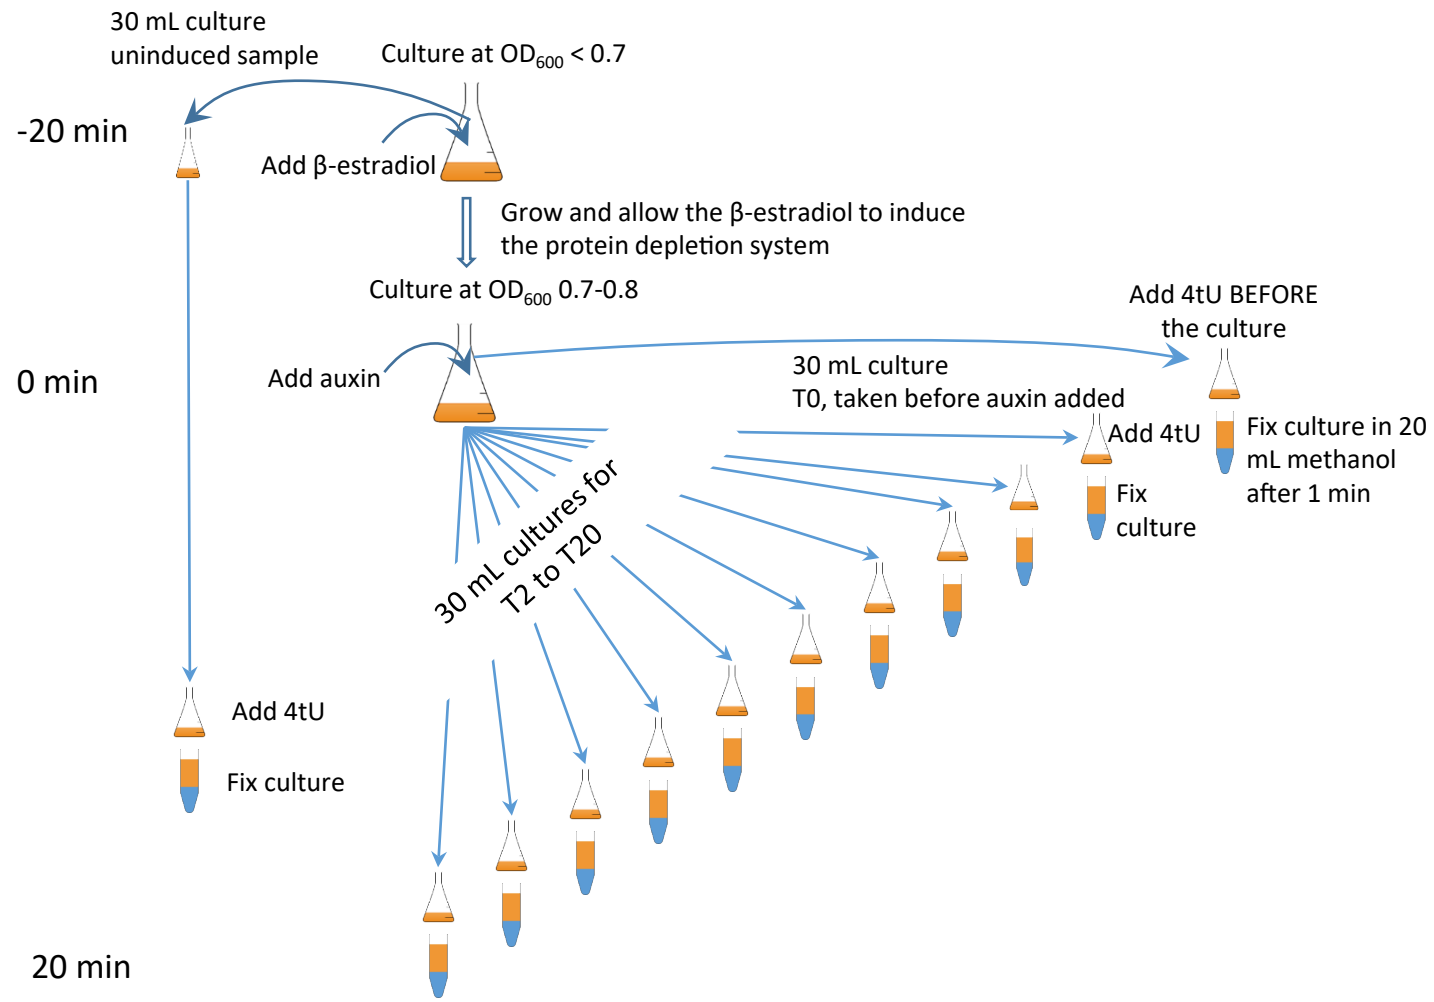 30 mL culture
uninduced sample
Culture at OD₆₀₀ < 0.7
-20 min
Add β-estradiol
Grow and allow the β-estradiol to induce
the protein depletion system
Culture at OD₆₀₀ 0.7-0.8
Add 4tU BEFORE
the culture
0 min
Add auxin
30 mL culture
T0, taken before auxin added
Add 4tU
Fix culture in 20
mL methanol
after 1 min
Fix
culture
30 mL cultures for
T2 to T20
Add 4tU
Fix culture
20 min